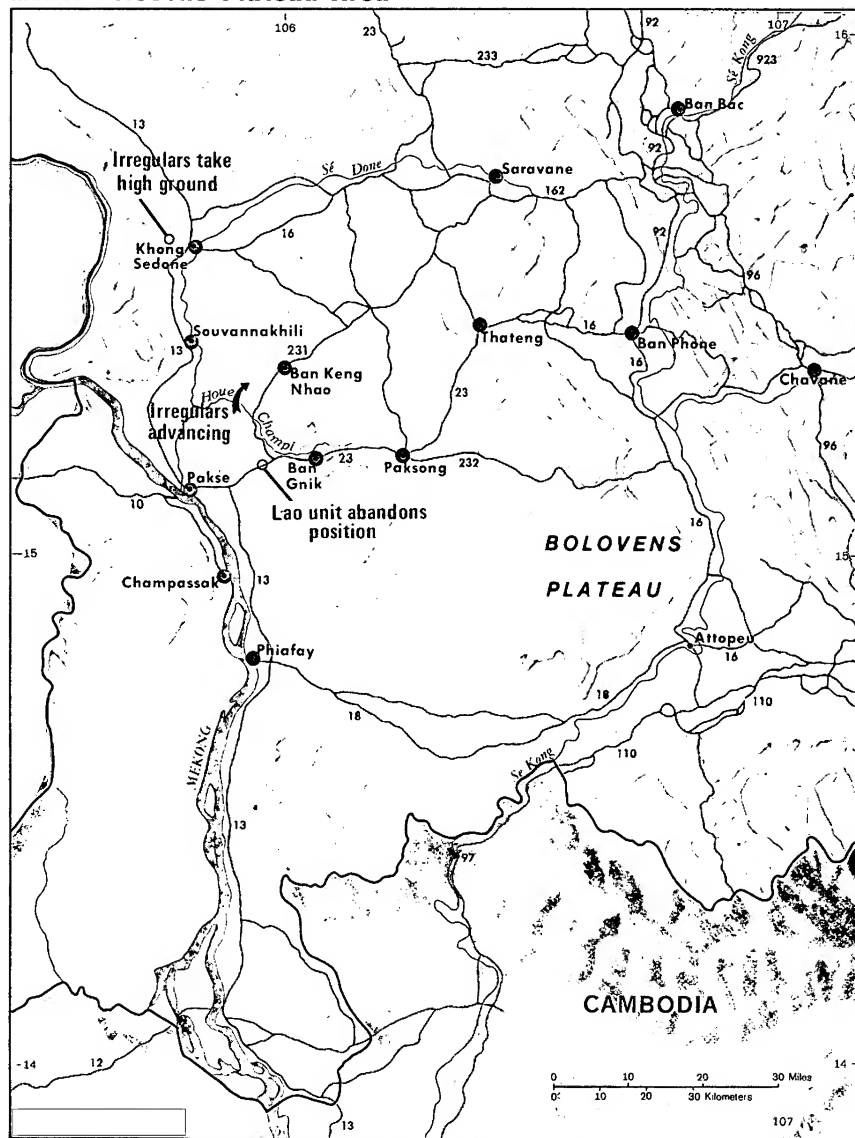 106
107
16
23
92
Sé Kong
233
923
Ban Bac
13
92
Irregulars take
high ground
Sé Done
Saravane
162
16
92
Khong
Sedone
96
Souvannakhili
Thateng
16
Ban Phone
13
231
16
Ban Keng
Nhao
Chavane
Houe
Champi
23
Irregulars
advancing
96
Ban
Gnik
23
Paksong
232
Pakse
10
Lao unit abandons
position
16
15
BOLOVENS
PLATEAU
15
Champassak
13
Attopeu
16
Phiafay
18
18
110
110
Se Kong
MEKONG
13
97
CAMBODIA
14
12
14
0 10 20 30 Miles
0 10 20 30 Kilometers
13
107